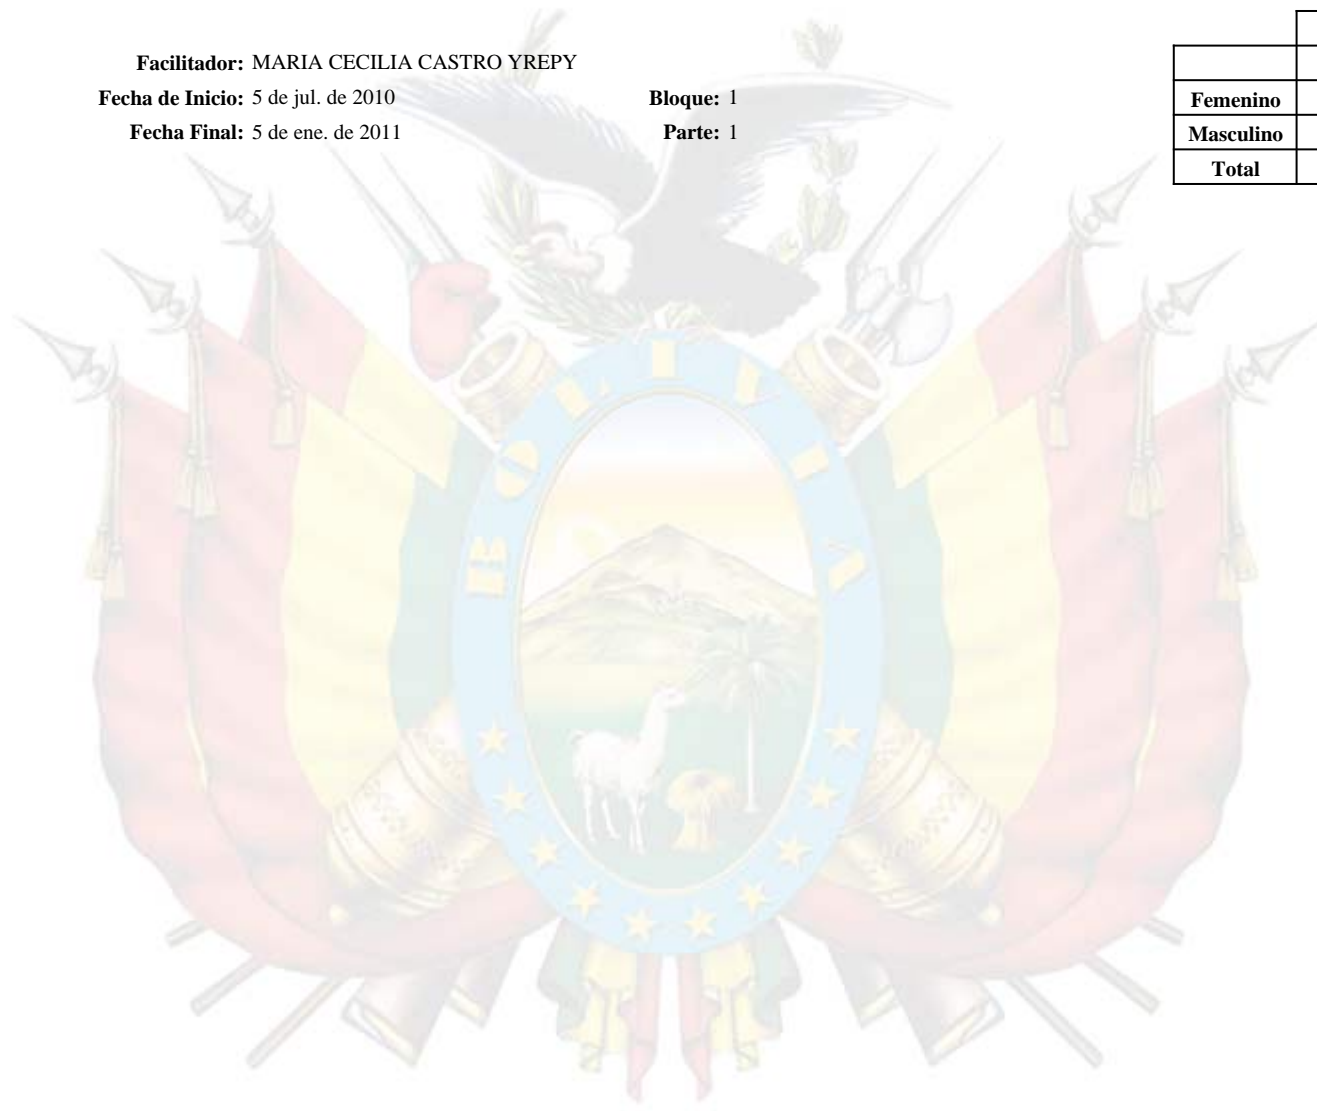 Facilitador: MARIA CECILIA CASTRO YREPY
Fecha de Inicio: 5 de jul. de 2010 Bloque: 1
Fecha Final: 5 de ene. de 2011 Parte: 1
Femenino
Masculino
Total
BOLIVIA